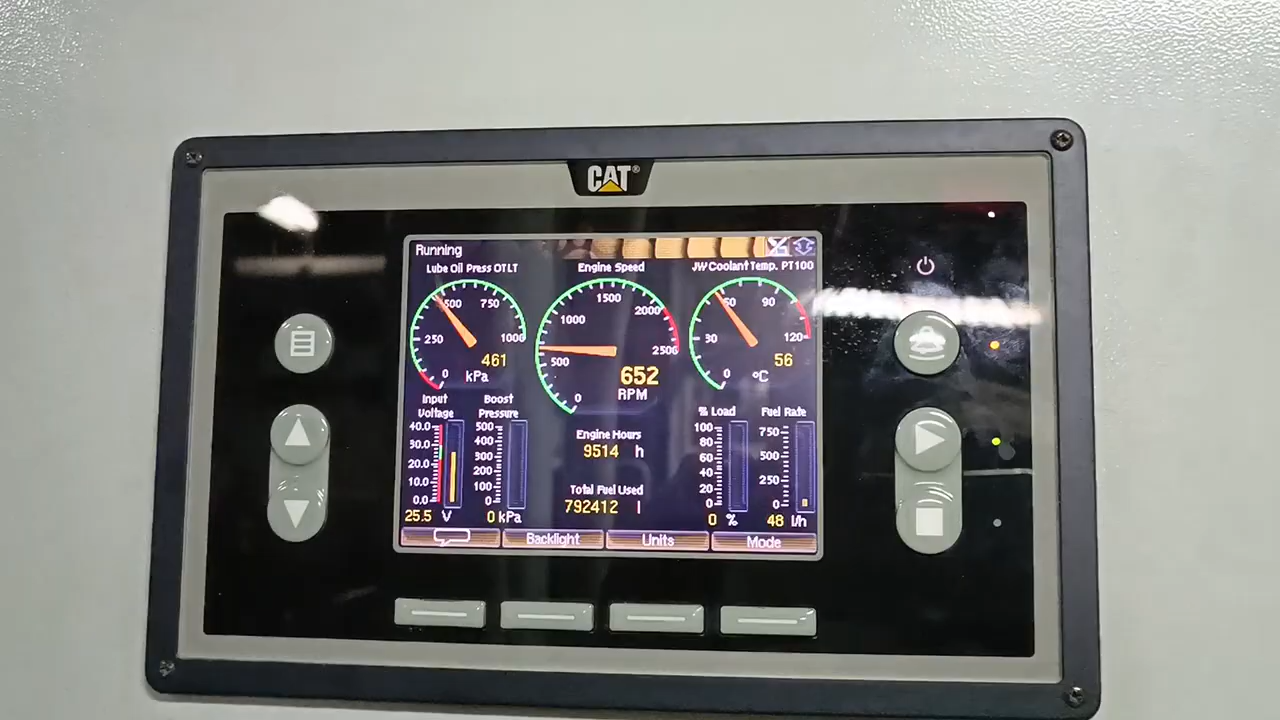 CAT®
Running
Lube Oil Press OTLT
Engine Speed
JW Coolant Temp. PT100
0 250 500 750 1000
461
kPa
0 500 1000 1500 2000 2500
652
RPM
0 30 60 90 120
56
°C
Input
Voltage
40.0
30.0
20.0
10.0
0.0
25.5 V
Boost
Pressure
500
400
300
200
100
0
0 kPa
Engine Hours
9514 h
Total Fuel Used
792412 l
% Load
100
80
60
40
20
0
0 %
Fuel Rate
750
500
250
0
48 l/h
Backlight
Units
Mode